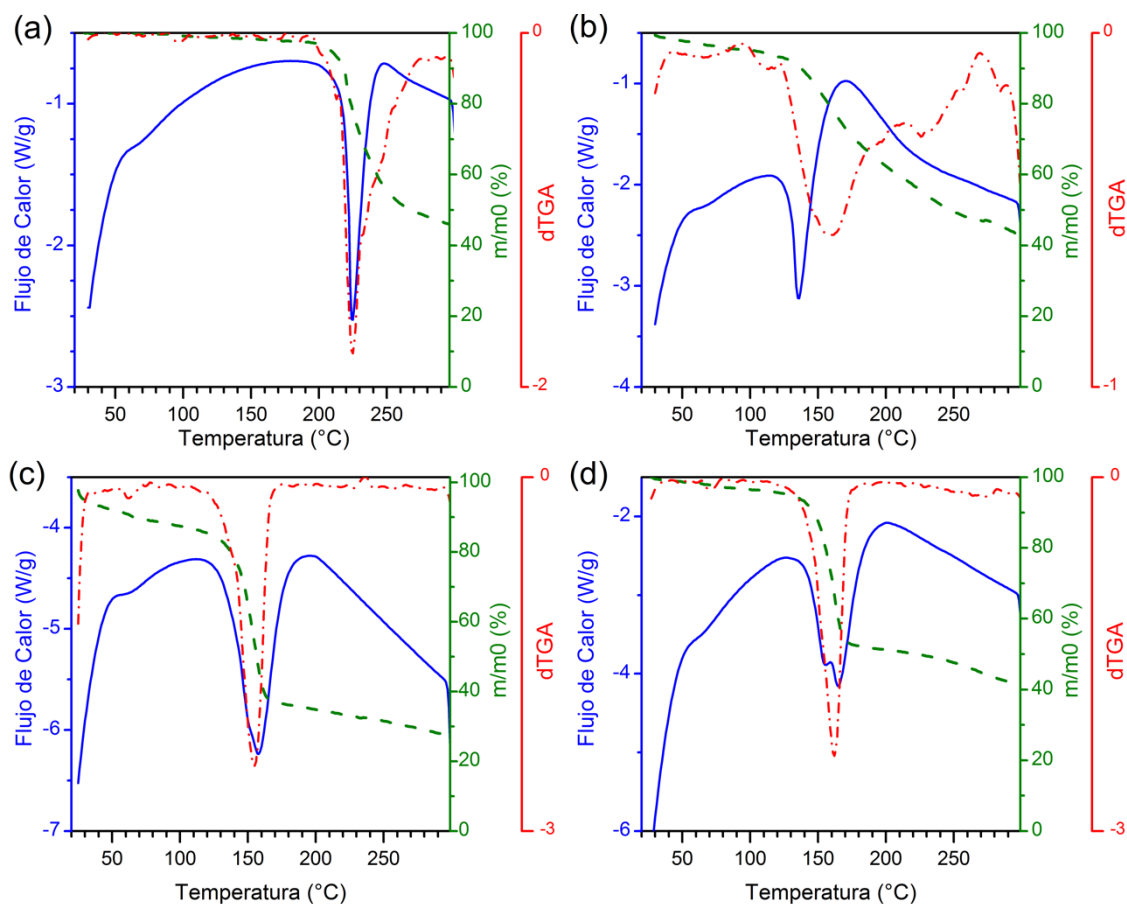 (a)
Flujo de Calor (W/g)
-1
-2
-3
50 100 150 200 250
Temperatura (°C)
100
80
60
40
20
0
m/m0 (%)
0
dTGA
-2
(b)
Flujo de Calor (W/g)
-1
-2
-3
-4
50 100 150 200 250
Temperatura (°C)
100
80
60
40
20
0
m/m0 (%)
0
dTGA
-1
(c)
Flujo de Calor (W/g)
-4
-5
-6
-7
50 100 150 200 250
Temperatura (°C)
100
80
60
40
20
0
m/m0 (%)
0
dTGA
-3
(d)
Flujo de Calor (W/g)
-2
-4
-6
50 100 150 200 250
Temperatura (°C)
100
80
60
40
20
0
m/m0 (%)
0
dTGA
-3